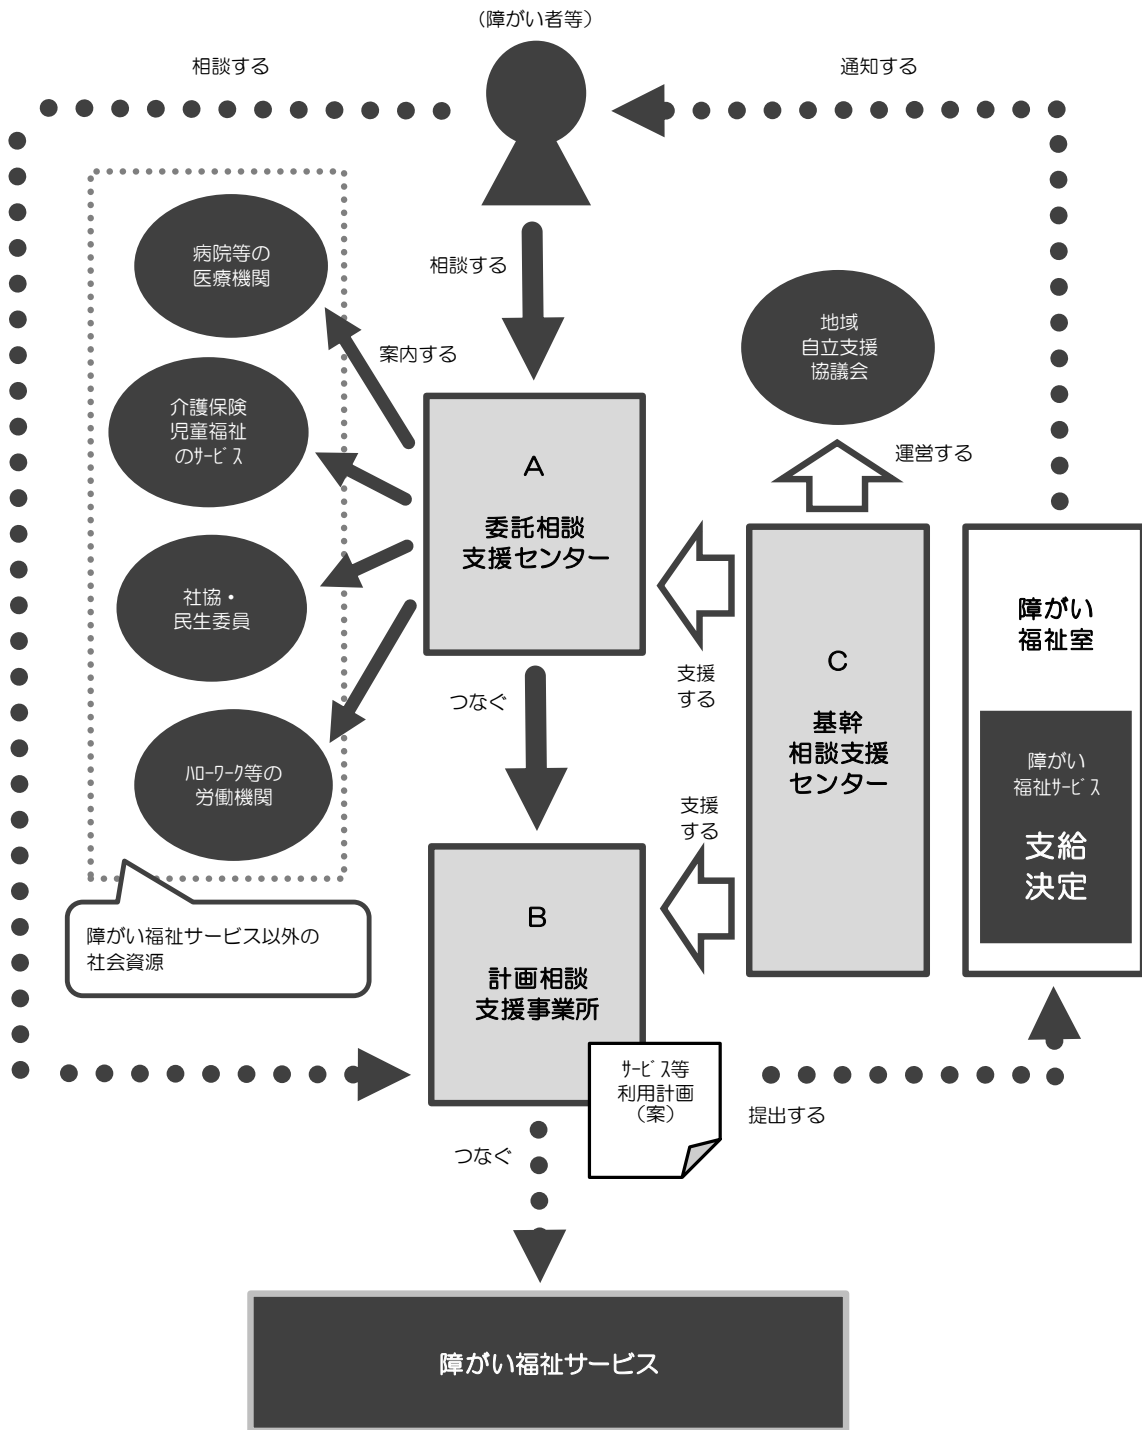 （障がい者等）
相談する
通知する
病院等の
医療機関
相談する
案内する
地域
自立支援
協議会
介護保険
児童福祉
のｻｰﾋﾞｽ
運営する
A
委託相談
支援センター
社協・
民生委員
障がい
福祉室
支援
する
つなぐ
C
基幹
相談支援
センター
ﾊﾛｰﾜｰｸ等の
労働機関
障がい
福祉ｻｰﾋﾞｽ
支給
決定
支援
する
障がい福祉サービス以外の
社会資源
B
計画相談
支援事業所
ｻｰﾋﾞｽ等
利用計画
（案）
提出する
つなぐ
障がい福祉サービス